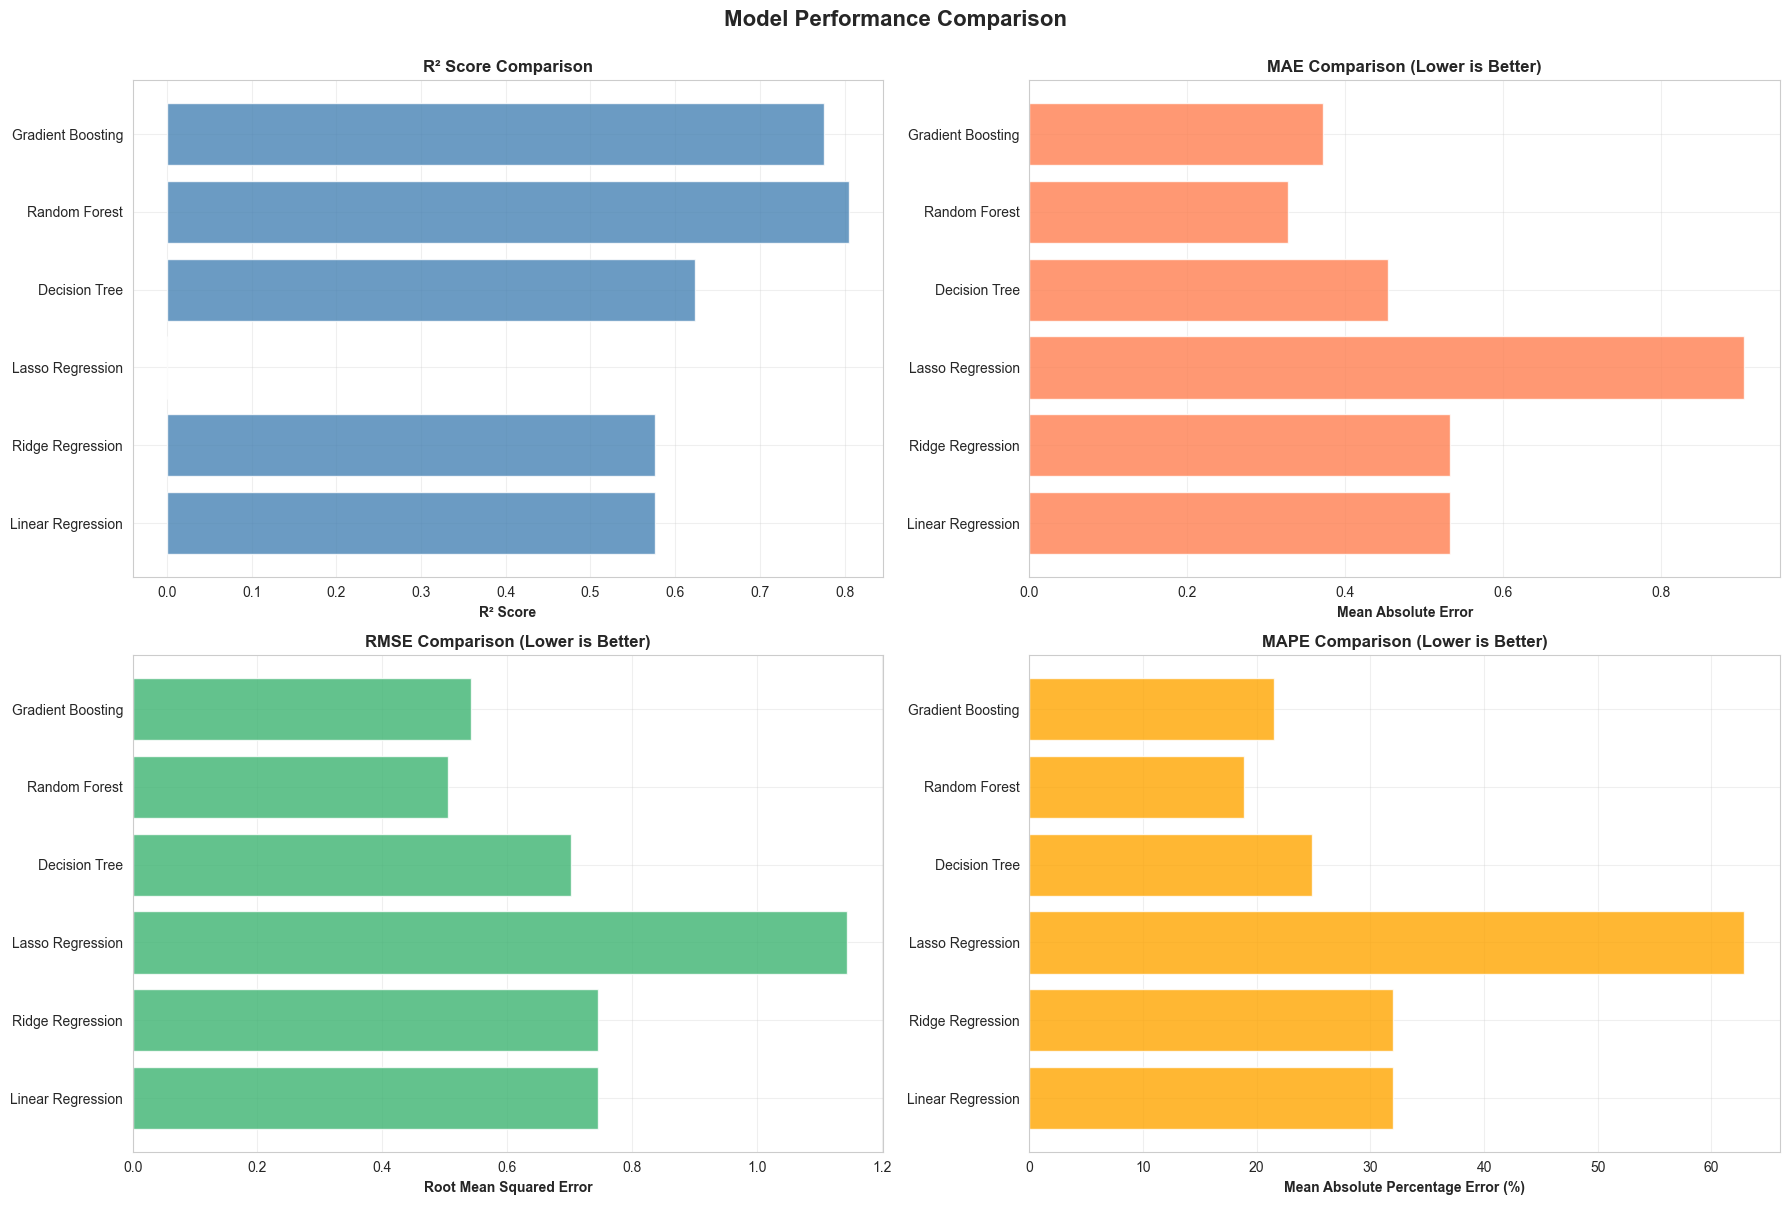 Model Performance Comparison
R² Score Comparison
Gradient Boosting
Random Forest
Decision Tree
Lasso Regression
Ridge Regression
Linear Regression
0.0 0.1 0.2 0.3 0.4 0.5 0.6 0.7 0.8
R² Score
MAE Comparison (Lower is Better)
Gradient Boosting
Random Forest
Decision Tree
Lasso Regression
Ridge Regression
Linear Regression
0.0 0.2 0.4 0.6 0.8
Mean Absolute Error
RMSE Comparison (Lower is Better)
Gradient Boosting
Random Forest
Decision Tree
Lasso Regression
Ridge Regression
Linear Regression
0.0 0.2 0.4 0.6 0.8 1.0 1.2
Root Mean Squared Error
MAPE Comparison (Lower is Better)
Gradient Boosting
Random Forest
Decision Tree
Lasso Regression
Ridge Regression
Linear Regression
0 10 20 30 40 50 60
Mean Absolute Percentage Error (%)